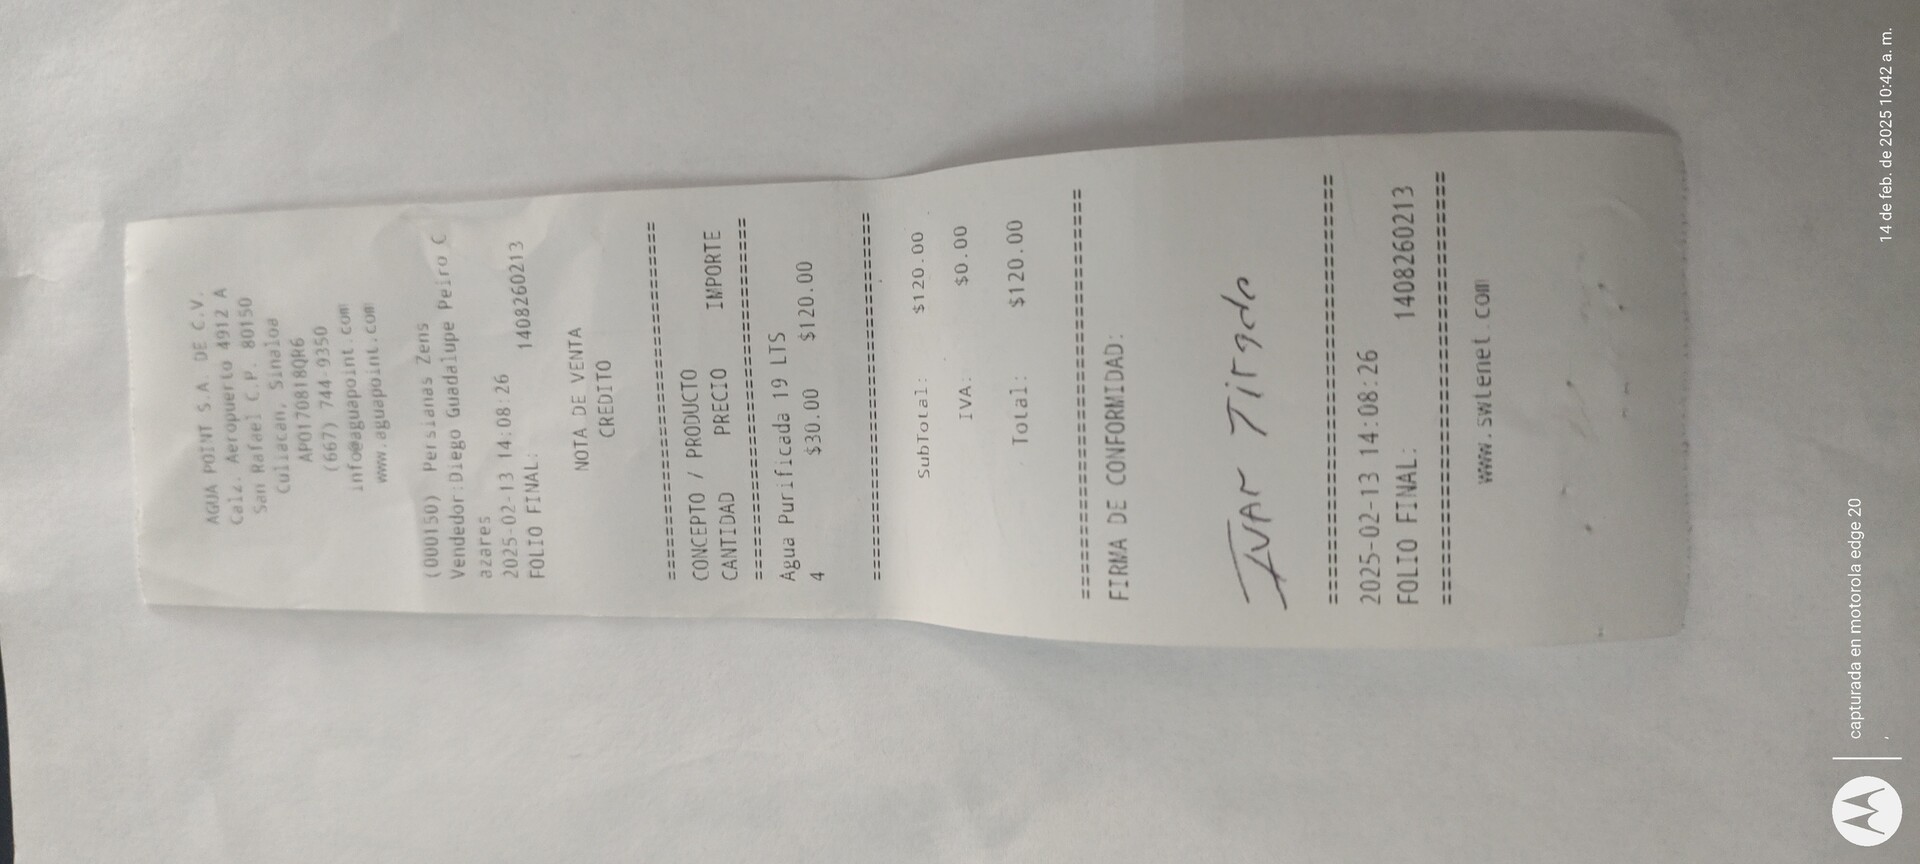 AGUA POINT S.A. DE C.V.
Calz. Aeropuerto 4912 A
San Rafael C.P. 80150
Culiacan, Sinaloa
APO170818QR6
(667) 744-9350
info@aguapoint.com
www.aguapoint.com
(000150) Persianas Zens
Vendedor:Diego Guadalupe Peiro C
azares
2025-02-13 14:08:26
FOLIO FINAL: 1408260213
NOTA DE VENTA
CREDITO
================================
CONCEPTO / PRODUCTO
CANTIDAD PRECIO IMPORTE
================================
Agua Purificada 19 LTS
4 $30.00 $120.00
================================
SubTotal: $120.00
IVA: $0.00
Total: $120.00
================================
FIRMA DE CONFORMIDAD:
IVAR Tirado
================================
2025-02-13 14:08:26
FOLIO FINAL: 1408260213
================================
www.swtenet.com
capturada en motorola edge 20
14 de feb. de 2025 10:42 a. m.